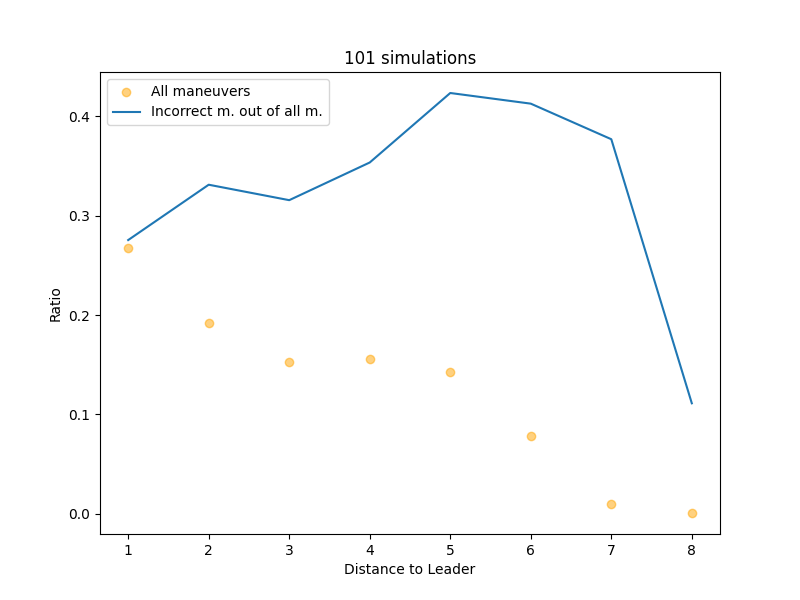 101 simulations
All maneuvers
Incorrect m. out of all m.
0.4
0.3
0.2
0.1
0.0
Ratio
1 2 3 4 5 6 7 8
Distance to Leader